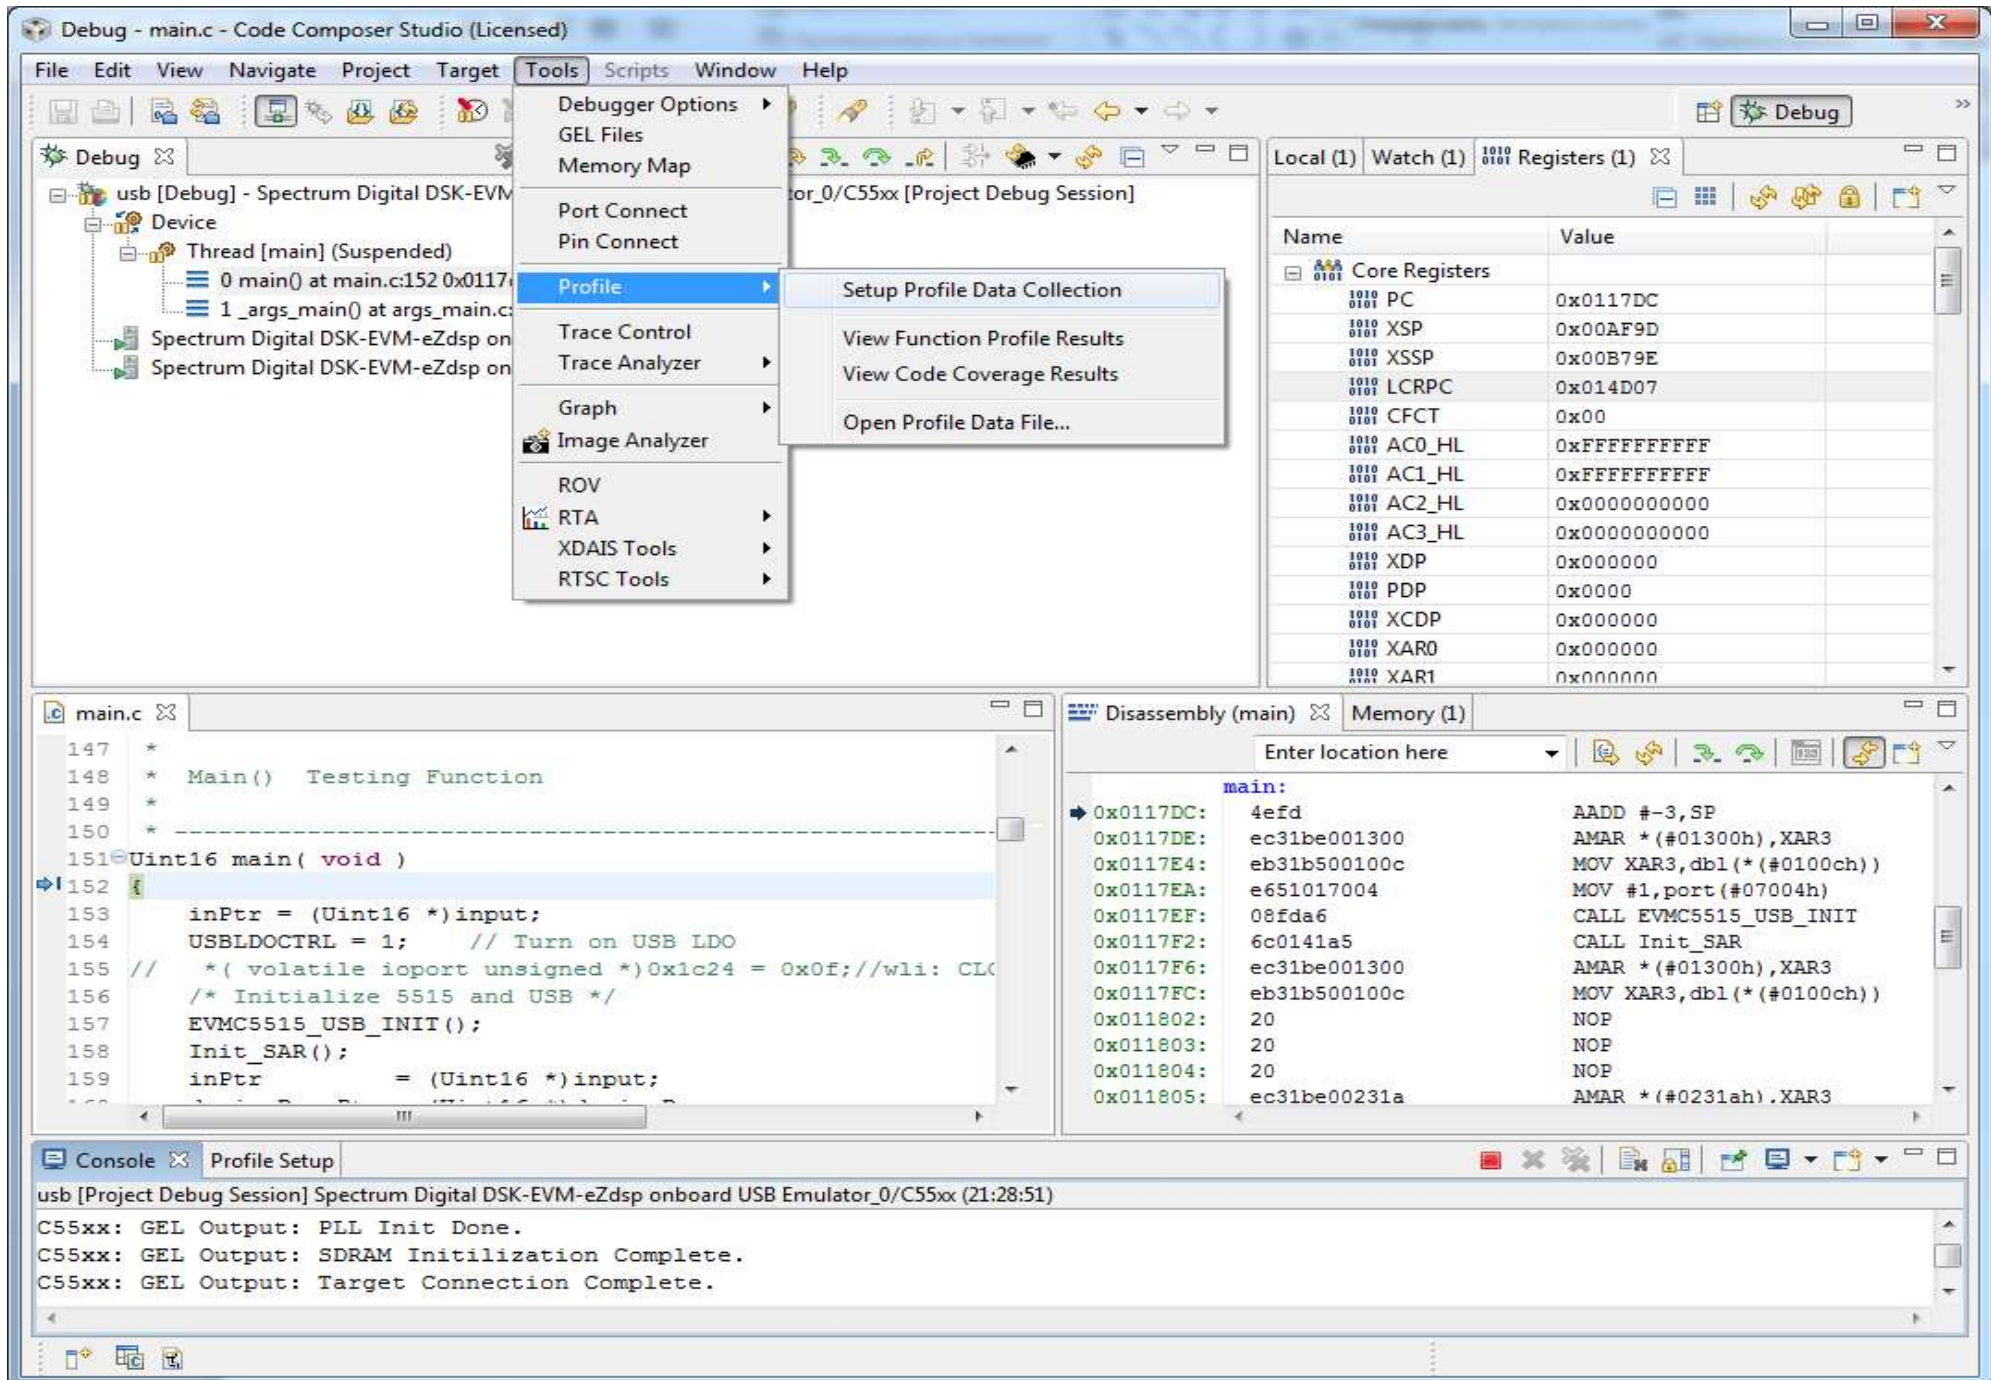 Debug - main.c - Code Composer Studio (Licensed)
File Edit View Navigate Project Target Tools Scripts Window Help
Debug
Debugger Options
GEL Files
Memory Map
Port Connect
Pin Connect
Profile
Trace Control
Trace Analyzer
Graph
Image Analyzer
ROV
RTA
XDAIS Tools
RTSC Tools
Setup Profile Data Collection
View Function Profile Results
View Code Coverage Results
Open Profile Data File...
Debug
usb [Debug] - Spectrum Digital DSK-EVM
or_0/C55xx [Project Debug Session]
Device
Thread [main] (Suspended)
0 main() at main.c:152 0x0117
1 _args_main() at args_main.c:
Spectrum Digital DSK-EVM-eZdsp on
Spectrum Digital DSK-EVM-eZdsp on
Local (1) Watch (1) Registers (1)
Name Value
Core Registers
PC 0x0117DC
XSP 0x00AF9D
XSSP 0x00B79E
LCRPC 0x014D07
CFCT 0x00
AC0_HL 0xFFFFFFFFFF
AC1_HL 0xFFFFFFFFFF
AC2_HL 0x0000000000
AC3_HL 0x0000000000
XDP 0x000000
PDP 0x0000
XCDP 0x000000
XAR0 0x000000
XAR1 0x000000
main.c
147 *
148 * Main() Testing Function
149 *
150 * --------------------------------------------------------
151 Uint16 main( void )
152 {
153 inPtr = (Uint16 *)input;
154 USBLDOCTRL = 1; // Turn on USB LDO
155 // *( volatile ioport unsigned *)0x1c24 = 0x0f;//wli: CLO
156 /* Initialize 5515 and USB */
157 EVMC5515_USB_INIT();
158 Init_SAR();
159 inPtr = (Uint16 *)input;
Disassembly (main) Memory (1)
Enter location here
main:
0x0117DC: 4efd AADD #-3,SP
0x0117DE: ec31be001300 AMAR *(#01300h),XAR3
0x0117E4: eb31b500100c MOV XAR3,dbl(*(#0100ch))
0x0117EA: e651017004 MOV #1,port(#07004h)
0x0117EF: 08fda6 CALL EVMC5515_USB_INIT
0x0117F2: 6c0141a5 CALL Init_SAR
0x0117F6: ec31be001300 AMAR *(#01300h),XAR3
0x0117FC: eb31b500100c MOV XAR3,dbl(*(#0100ch))
0x011802: 20 NOP
0x011803: 20 NOP
0x011804: 20 NOP
0x011805: ec31be00231a AMAR *(#0231ah),XAR3
Console Profile Setup
usb [Project Debug Session] Spectrum Digital DSK-EVM-eZdsp onboard USB Emulator_0/C55xx (21:28:51)
C55xx: GEL Output: PLL Init Done.
C55xx: GEL Output: SDRAM Initilization Complete.
C55xx: GEL Output: Target Connection Complete.